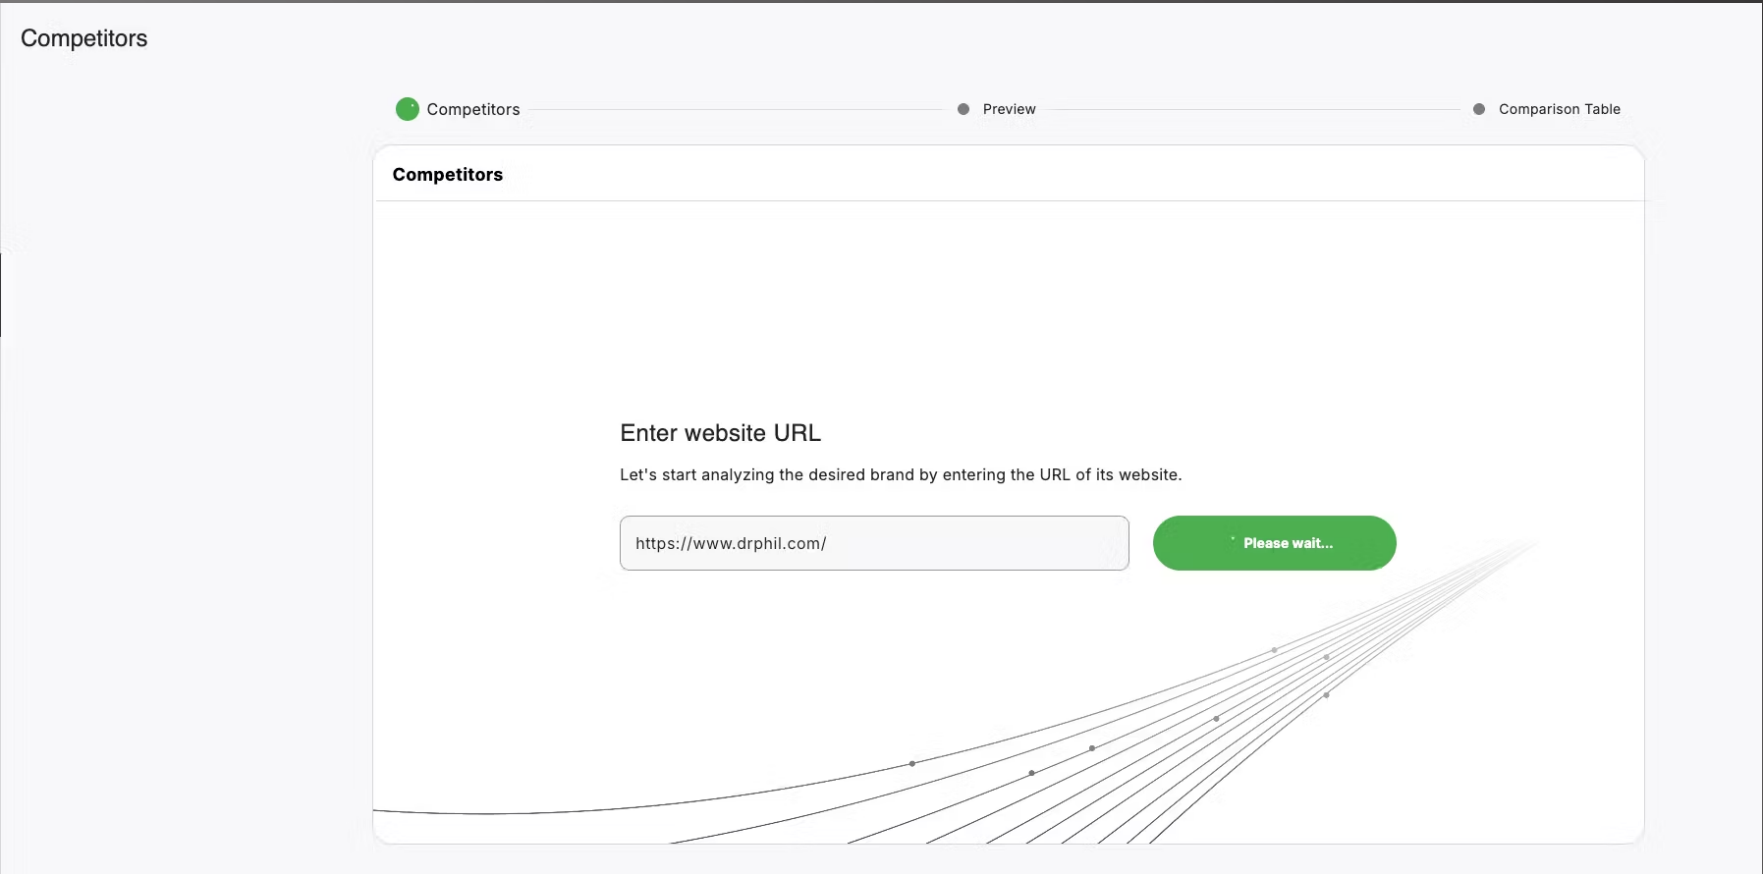 Competitors
Competitors
Preview
Comparison Table
Competitors
Enter website URL
Let's start analyzing the desired brand by entering the URL of its website.
https://www.drphil.com/
Please wait...